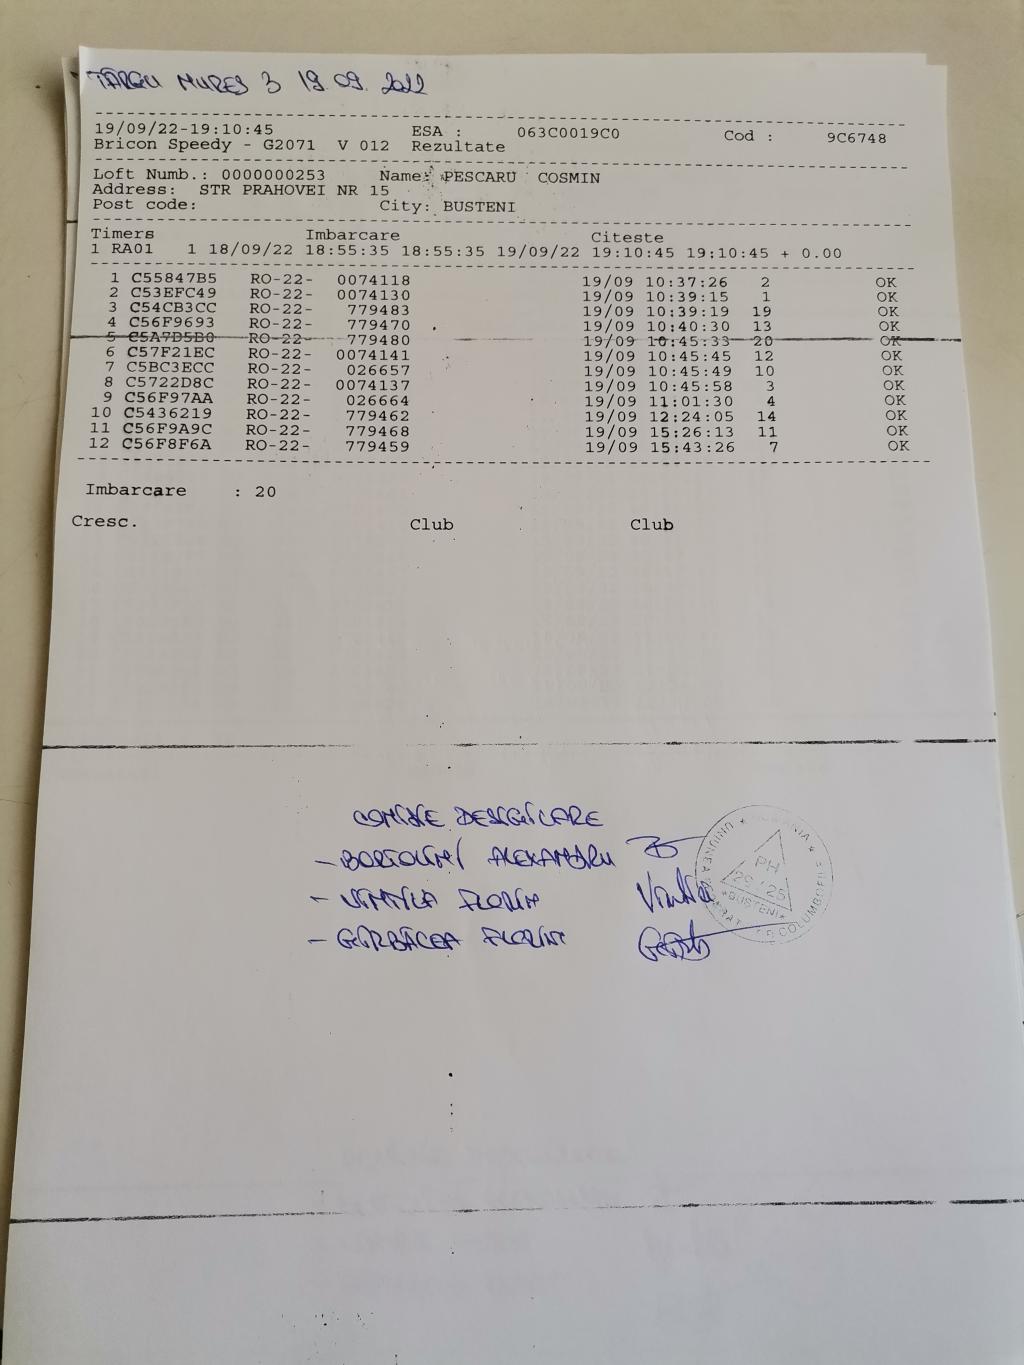 TÂRGU MUREȘ 3 19.09.2022
19/09/22-19:10:45 ESA : 063C0019C0 Cod : 9C6748
Bricon Speedy - G2071 V 012 Rezultate
Loft Numb.: 0000000253 Name: PESCARU COSMIN
Address: STR PRAHOVEI NR 15
Post code: City: BUSTENI
Timers Imbarcare Citeste
1 RA01 1 18/09/22 18:55:35 18:55:35 19/09/22 19:10:45 19:10:45 + 0.00
1 C55847B5 RO-22- 0074118 19/09 10:37:26 2 OK
2 C53EFC49 RO-22- 0074130 19/09 10:39:15 1 OK
3 C54CB3CC RO-22- 779483 19/09 10:39:19 19 OK
4 C56F9693 RO-22- 779470 19/09 10:40:30 13 OK
5 C5A7D5B0 RO-22- 779480 19/09 10:45:33 20 OK
6 C57F21EC RO-22- 0074141 19/09 10:45:45 12 OK
7 C5BC3ECC RO-22- 026657 19/09 10:45:49 10 OK
8 C5722D8C RO-22- 0074137 19/09 10:45:58 3 OK
9 C56F97AA RO-22- 026664 19/09 11:01:30 4 OK
10 C5436219 RO-22- 779462 19/09 12:24:05 14 OK
11 C56F9A9C RO-22- 779468 19/09 15:26:13 11 OK
12 C56F8F6A RO-22- 779459 19/09 15:43:26 7 OK
Imbarcare : 20
Cresc. Club Club
COMISIE DESIGILARE
- BORTOLINI ALEXANDRU
- VINTILA FLORIN
- GÎRBACEA FLORIN
ROMANIA
UNIUNEA COLUMBOFILA
PH
29/25
*BUSTENI*